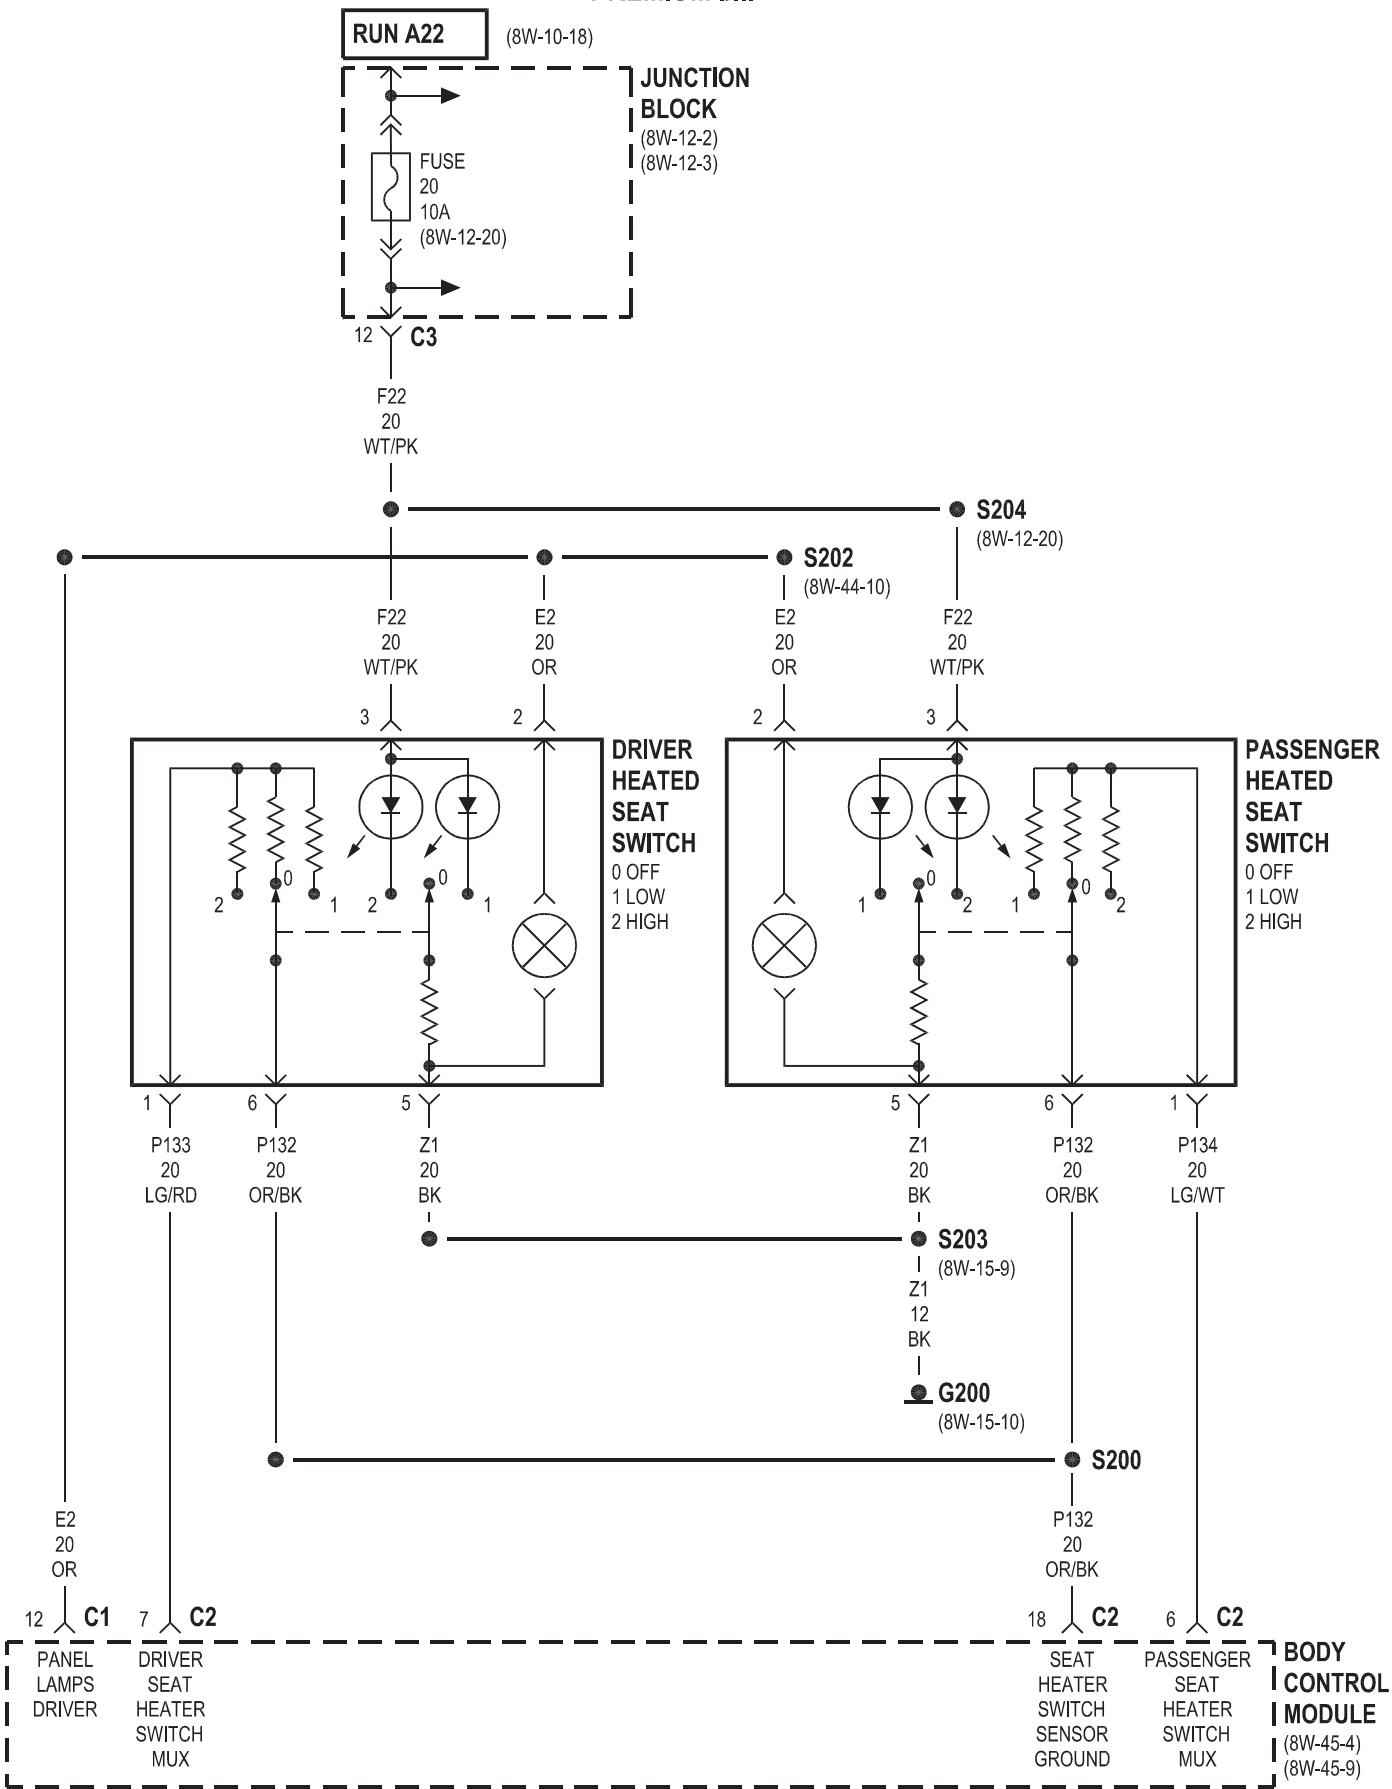 RUN A22
(8W-10-18)
JUNCTION
BLOCK
(8W-12-2)
(8W-12-3)
FUSE
20
10A
(8W-12-20)
12
C3
F22
20
WT/PK
S204
(8W-12-20)
S202
(8W-44-10)
F22
20
WT/PK
E2
20
OR
E2
20
OR
F22
20
WT/PK
3
2
2
3
DRIVER
HEATED
SEAT
SWITCH
0 OFF
1 LOW
2 HIGH
PASSENGER
HEATED
SEAT
SWITCH
0 OFF
1 LOW
2 HIGH
2
0
1
2
0
1
1
0
2
1
0
2
1
6
5
5
6
1
P133
20
LG/RD
P132
20
OR/BK
Z1
20
BK
Z1
20
BK
P132
20
OR/BK
P134
20
LG/WT
S203
(8W-15-9)
Z1
12
BK
G200
(8W-15-10)
S200
E2
20
OR
P132
20
OR/BK
12
C1
7
C2
18
C2
6
C2
PANEL
LAMPS
DRIVER
DRIVER
SEAT
HEATER
SWITCH
MUX
SEAT
HEATER
SWITCH
SENSOR
GROUND
PASSENGER
SEAT
HEATER
SWITCH
MUX
BODY
CONTROL
MODULE
(8W-45-4)
(8W-45-9)